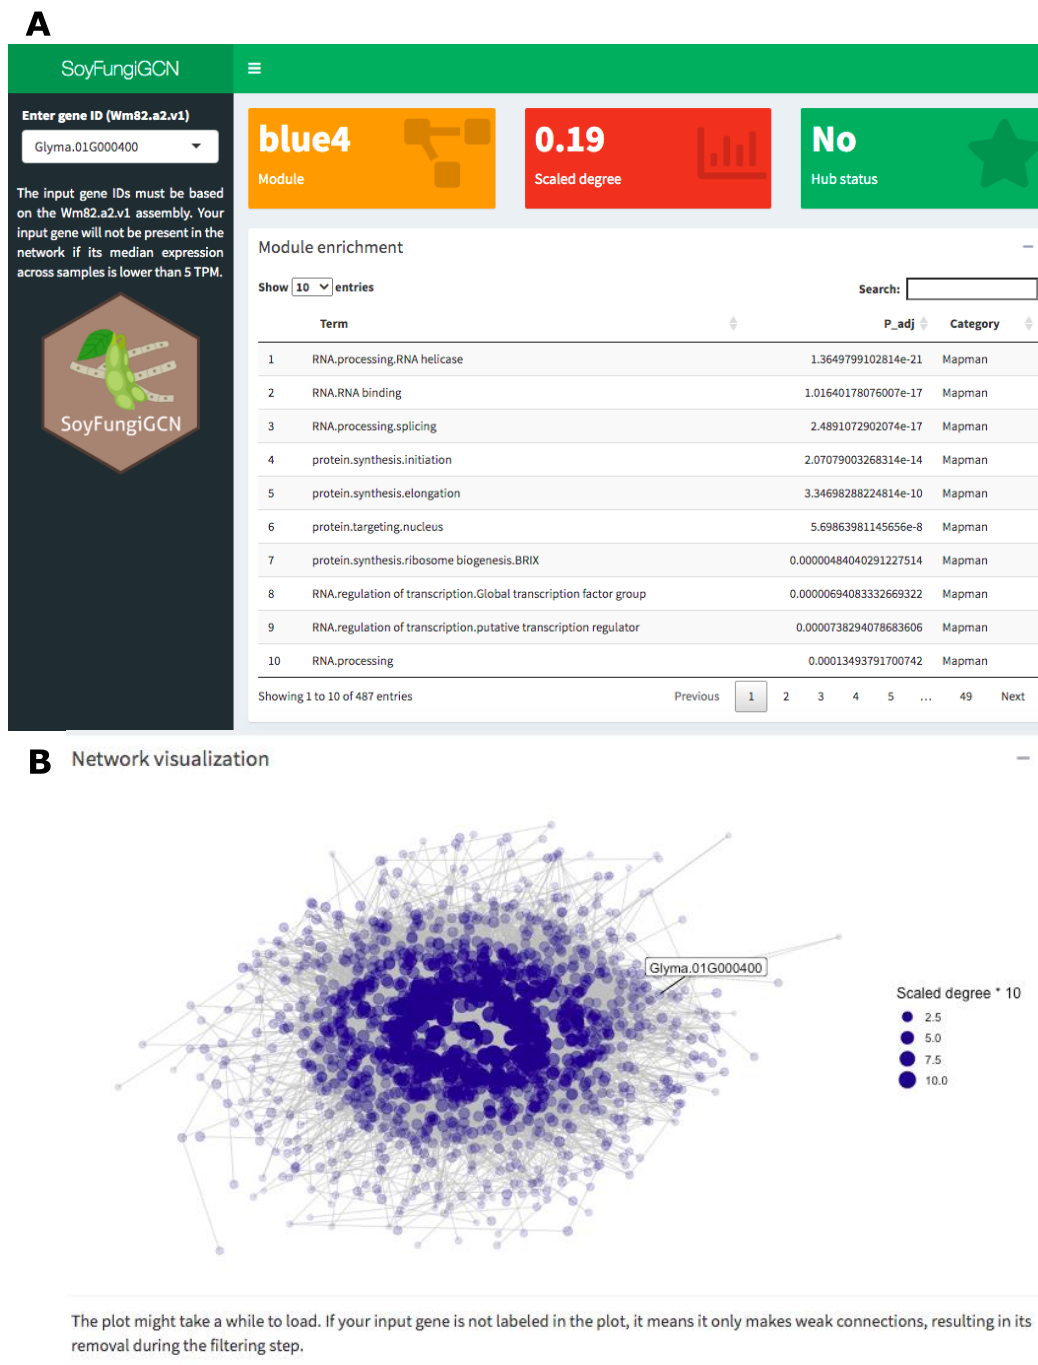 A
SoyFungiGCN
Enter gene ID (Wm82.a2.v1)
Glyma.01G000400
The input gene IDs must be based
on the Wm82.a2.v1 assembly. Your
input gene will not be present in the
network if its median expression
across samples is lower than 5 TPM.
SoyFungiGCN
blue4
Module
0.19
Scaled degree
No
Hub status
Module enrichment
Show 10 entries
Search:
Term P_adj Category
1 RNA.processing.RNA helicase 1.3649799102814e-21 Mapman
2 RNA.RNA binding 1.01640178076007e-17 Mapman
3 RNA.processing.splicing 2.4891072902074e-17 Mapman
4 protein.synthesis.initiation 2.07079003268314e-14 Mapman
5 protein.synthesis.elongation 3.34698288224814e-10 Mapman
6 protein.targeting.nucleus 5.69863981145656e-8 Mapman
7 protein.synthesis.ribosome biogenesis.BRIX 0.00000484040291227514 Mapman
8 RNA.regulation of transcription.Global transcription factor group 0.00000694083332669322 Mapman
9 RNA.regulation of transcription.putative transcription regulator 0.0000738294078683606 Mapman
10 RNA.processing 0.00013493791700742 Mapman
Showing 1 to 10 of 487 entries
Previous 1 2 3 4 5 ... 49 Next
B
Network visualization
Glyma.01G000400
Scaled degree * 10
2.5
5.0
7.5
10.0
The plot might take a while to load. If your input gene is not labeled in the plot, it means it only makes weak connections, resulting in its
removal during the filtering step.